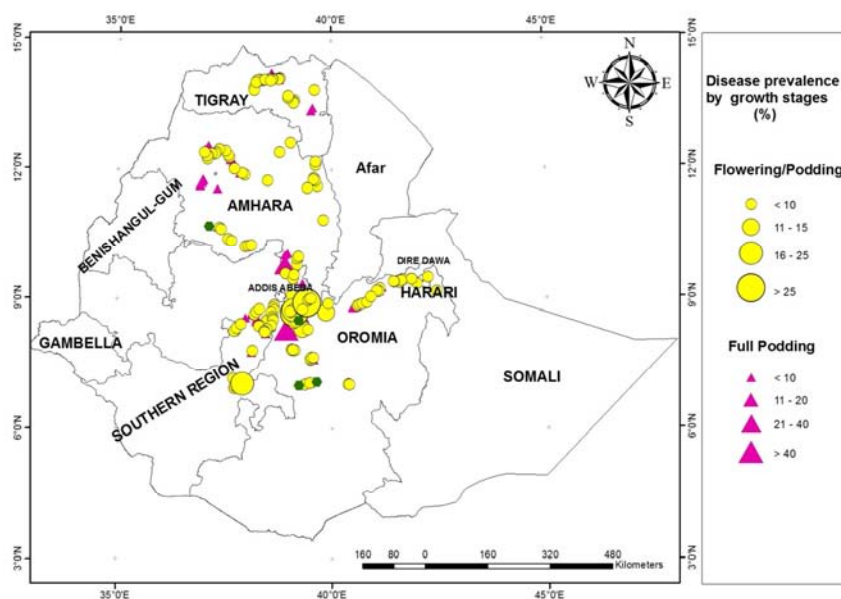 35°0'E 40°0'E 45°0'E
15°0'N 15°0'N
N
W E
S
TIGRAY
Afar
12°0'N 12°0'N
AMHARA
BENISHANGUL-GUM
DIRE DAWA
ADDIS ABEBA
9°0'N 9°0'N
HARARI
GAMBELLA
OROMIA
SOMALI
SOUTHERN REGION
6°0'N 6°0'N
160 80 0 160 320 480
Kilometers
3°0'N 3°0'N
35°0'E 40°0'E 45°0'E
Disease prevalence
by growth stages
(%)
Flowering/Podding
< 10
11 - 15
16 - 25
> 25
Full Podding
< 10
11 - 20
21 - 40
> 40